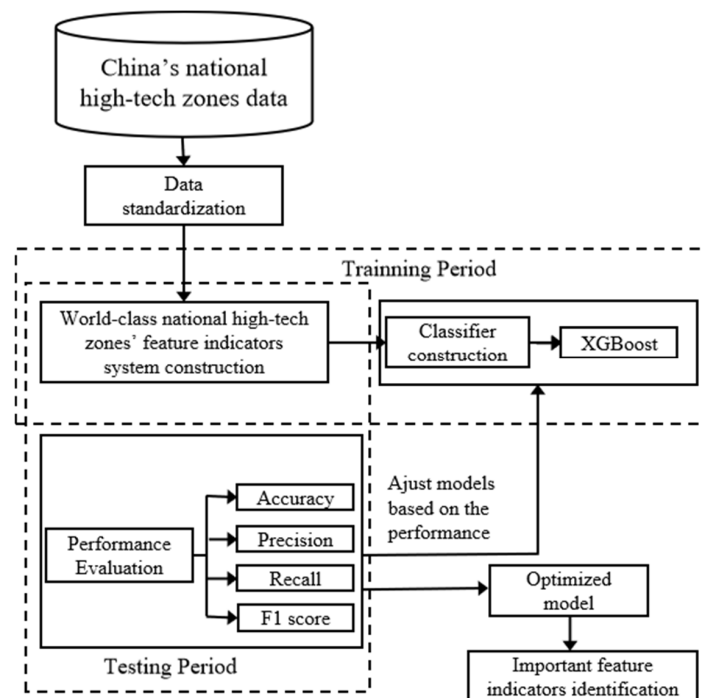 China’s national
high-tech zones data
Data
standardization
Trainning Period
World-class national high-tech
zones’ feature indicators
system construction
Classifier
construction
XGBoost
Ajust models
based on the
performance
Performance
Evaluation
Accuracy
Precision
Recall
F1 score
Optimized
model
Testing Period
Important feature
indicators identification